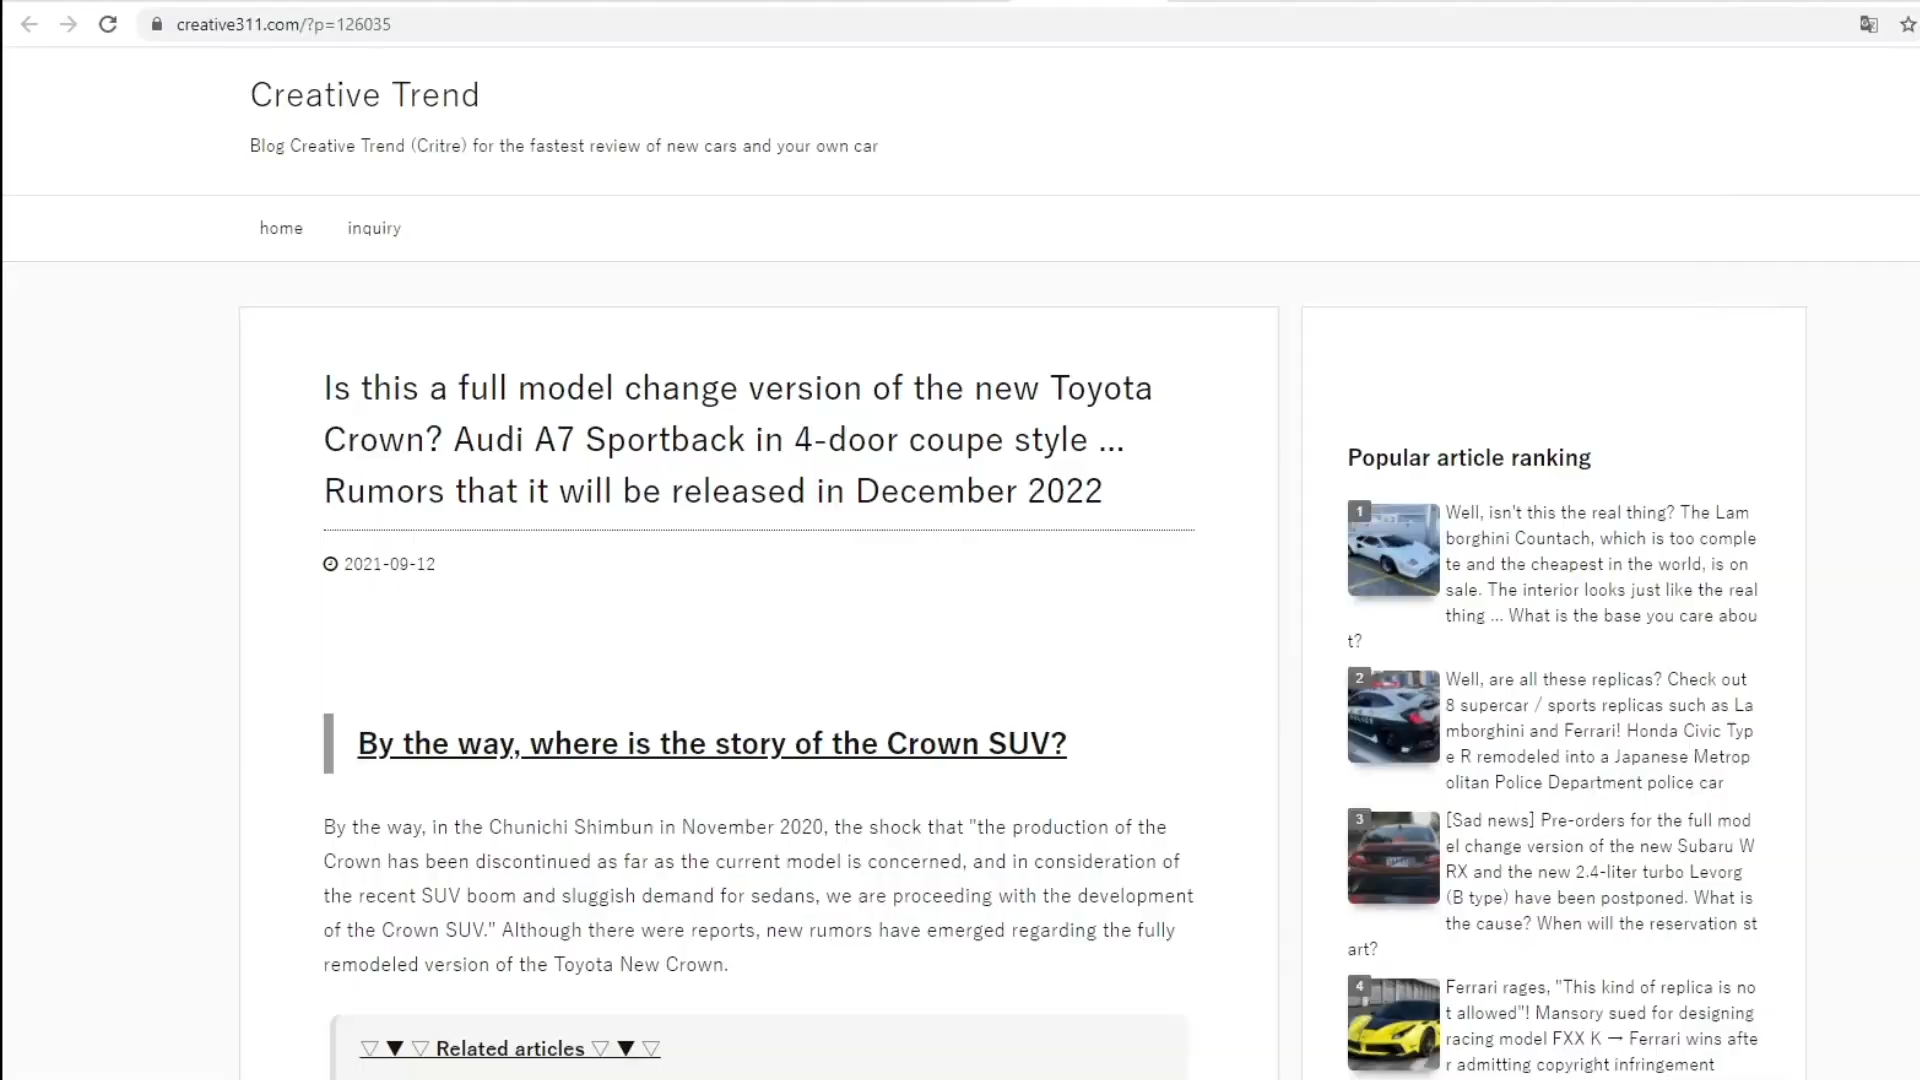 creative311.com/?p=126035
Creative Trend
Blog Creative Trend (Critre) for the fastest review of new cars and your own car
home
inquiry
Is this a full model change version of the new Toyota
Crown? Audi A7 Sportback in 4-door coupe style ...
Rumors that it will be released in December 2022
2021-09-12
By the way, where is the story of the Crown SUV?
By the way, in the Chunichi Shimbun in November 2020, the shock that "the production of the
Crown has been discontinued as far as the current model is concerned, and in consideration of
the recent SUV boom and sluggish demand for sedans, we are proceeding with the development
of the Crown SUV." Although there were reports, new rumors have emerged regarding the fully
remodeled version of the Toyota New Crown.
▽ ▼ ▽ Related articles ▽ ▼ ▽
Popular article ranking
1
Well, isn't this the real thing? The Lam
borghini Countach, which is too comple
te and the cheapest in the world, is on
sale. The interior looks just like the real
thing ... What is the base you care abou
t?
2
Well, are all these replicas? Check out
8 supercar / sports replicas such as La
mborghini and Ferrari! Honda Civic Typ
e R remodeled into a Japanese Metrop
olitan Police Department police car
3
[Sad news] Pre-orders for the full mod
el change version of the new Subaru W
RX and the new 2.4-liter turbo Levorg
(B type) have been postponed. What is
the cause? When will the reservation st
art?
4
Ferrari rages, "This kind of replica is no
t allowed"! Mansory sued for designing
racing model FXX K → Ferrari wins afte
r admitting copyright infringement